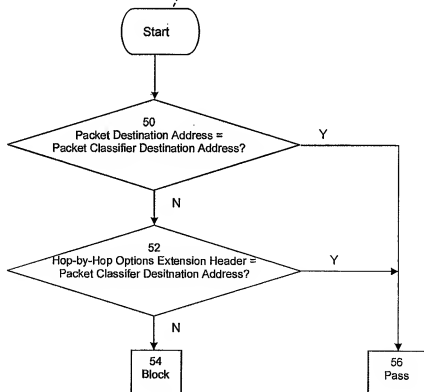 Start
50
Packet Destination Address =
Packet Classifier Destination Address?
Y
N
52
Hop-by-Hop Options Extension Header =
Packet Classifer Desitnation Address?
Y
N
54
Block
56
Pass